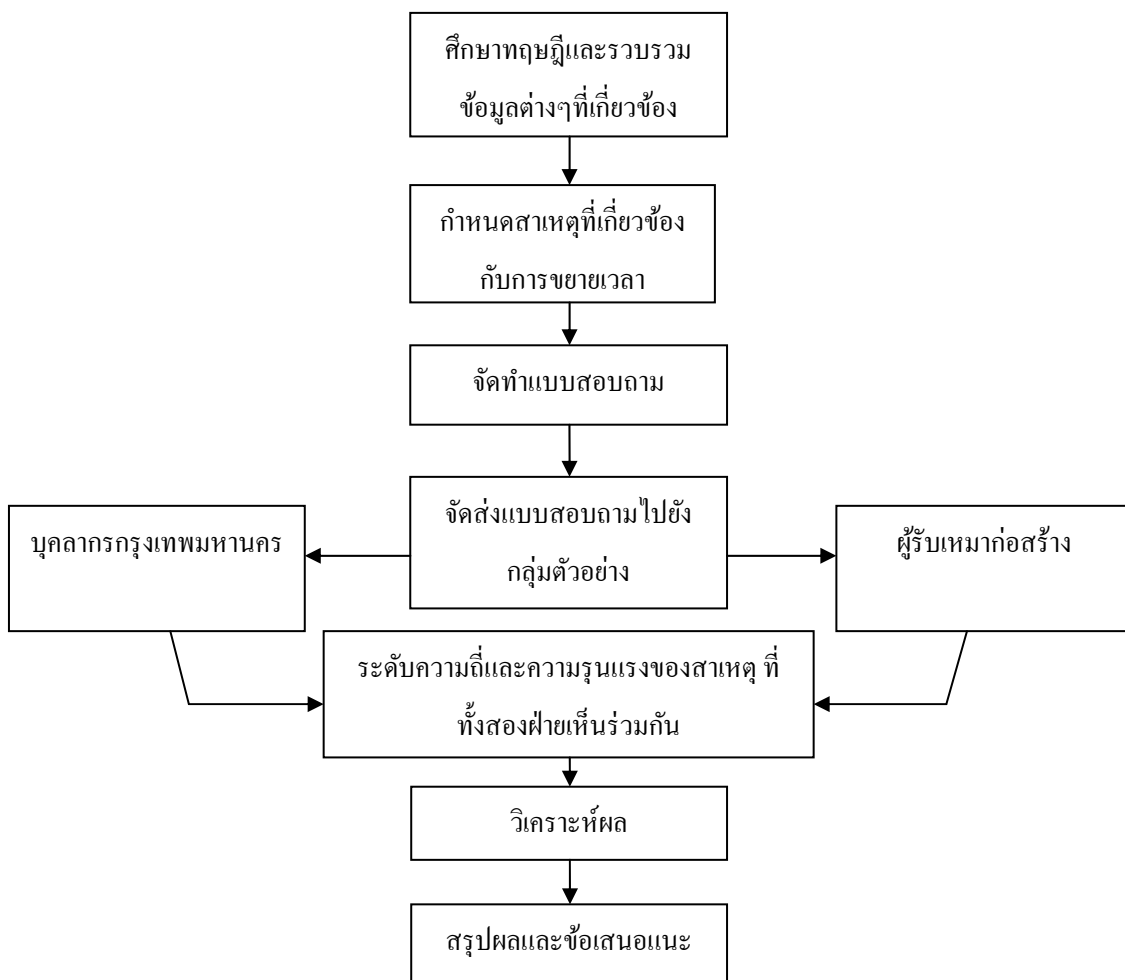 ศึกษาทฤษฎีและรวบรวม
ข้อมูลต่างๆที่เกี่ยวข้อง
กำหนดสาเหตุที่เกี่ยวข้อง
กับการขยายเวลา
จัดทำแบบสอบถาม
จัดส่งแบบสอบถามไปยัง
กลุ่มตัวอย่าง
บุคลากรกรุงเทพมหานคร
ผู้รับเหมาก่อสร้าง
ระดับความถี่และความรุนแรงของสาเหตุ ที่
ทั้งสองฝ่ายเห็นร่วมกัน
วิเคราะห์ผล
สรุปผลและข้อเสนอแนะ